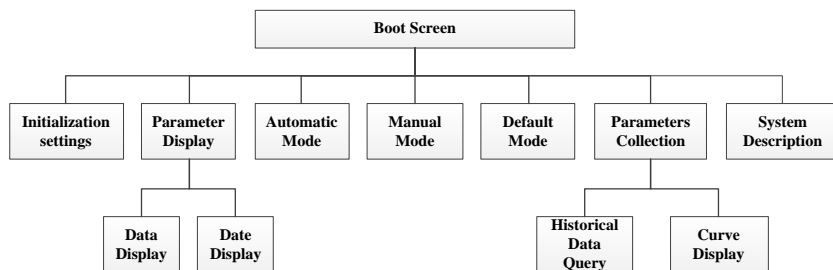 Boot Screen
Initialization
settings
Parameter
Display
Automatic
Mode
Manual
Mode
Default
Mode
Parameters
Collection
System
Description
Data
Display
Date
Display
Historical
Data
Query
Curve
Display